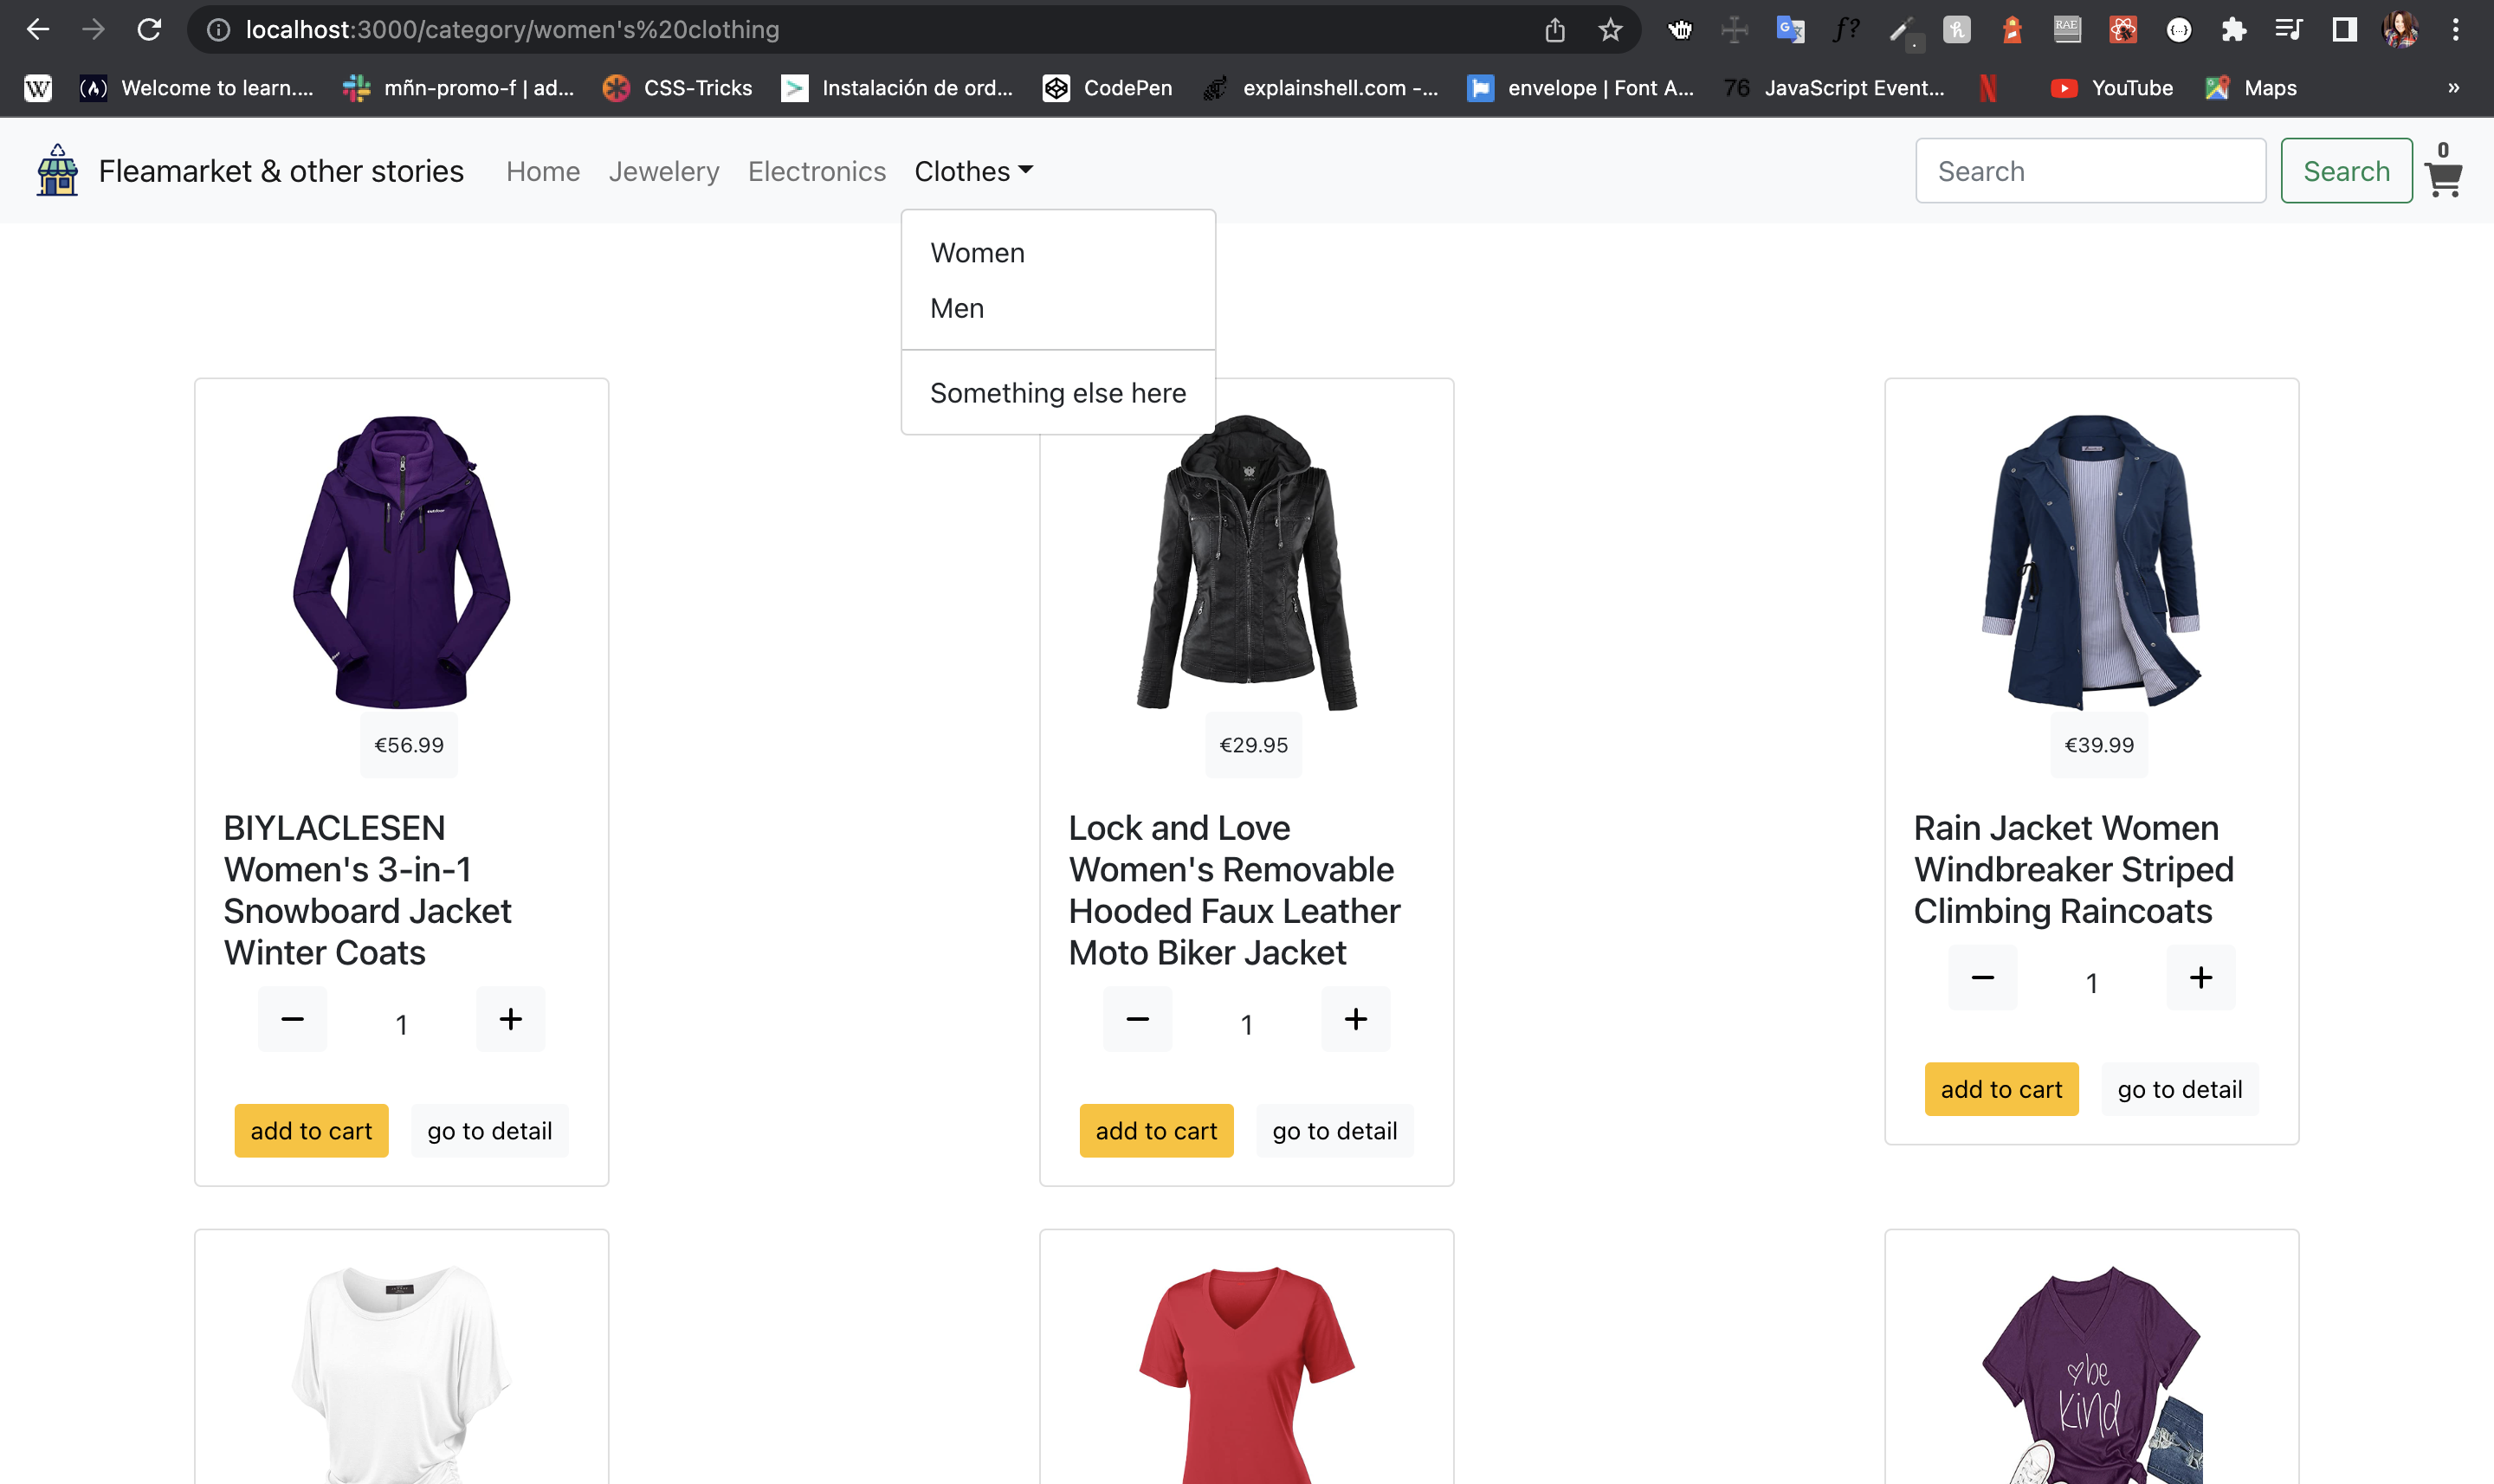 localhost:3000/category/women's%20clothing
W Welcome to learn.... mñn-promo-f | ad... CSS-Tricks Instalación de ord... CodePen explainshell.com -... envelope | Font A... 76 JavaScript Event... YouTube Maps »
Fleamarket & other stories Home Jewelery Electronics Clothes Search Search 0
Women
Men
Something else here
€56.99 €29.95 €39.99
BIYLACLESEN
Women's 3-in-1
Snowboard Jacket
Winter Coats
− 1 +
add to cart go to detail
Lock and Love
Women's Removable
Hooded Faux Leather
Moto Biker Jacket
− 1 +
add to cart go to detail
Rain Jacket Women
Windbreaker Striped
Climbing Raincoats
− 1 +
add to cart go to detail
be
kind